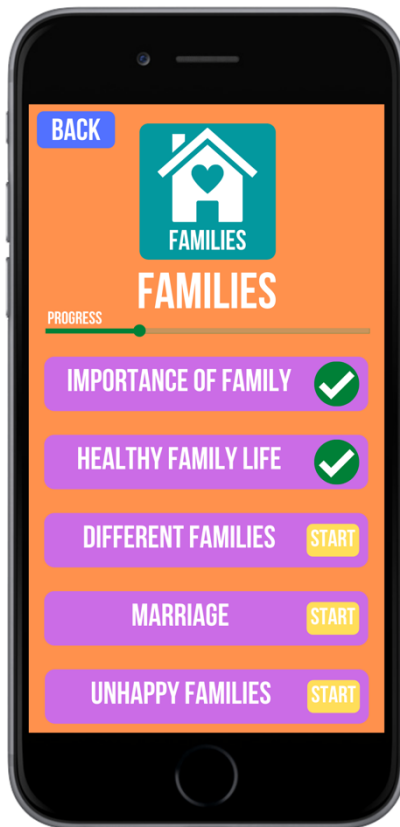 BACK
FAMILIES
FAMILIES
PROGRESS
IMPORTANCE OF FAMILY
HEALTHY FAMILY LIFE
DIFFERENT FAMILIES START
MARRIAGE START
UNHAPPY FAMILIES START